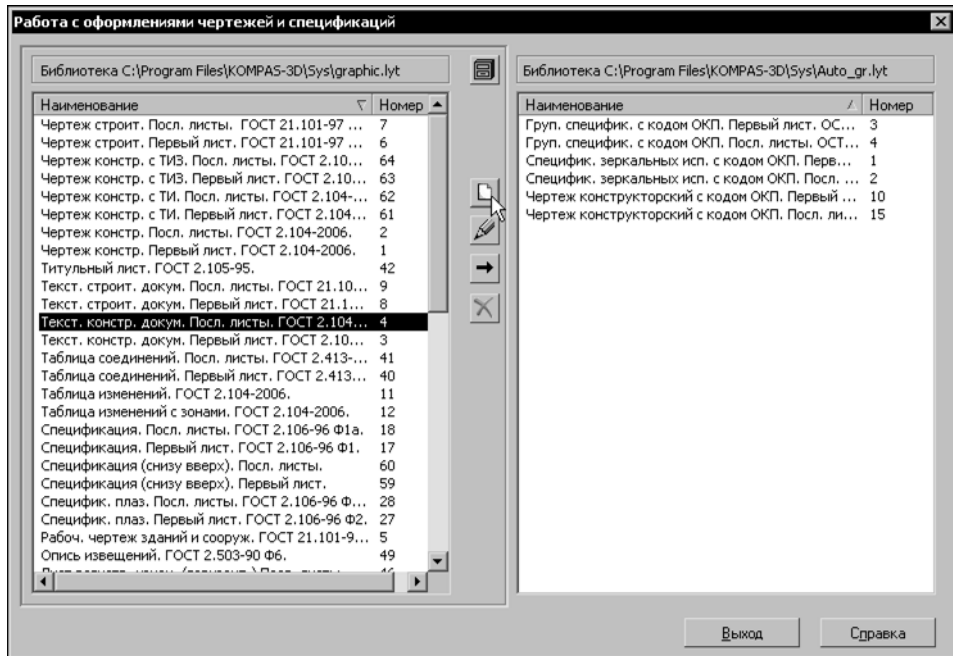 Работа с оформлениями чертежей и спецификаций
Библиотека C:\Program Files\KOMPAS-3D\Sys\graphic.lyt
Наименование Номер
Чертеж строит. Посл. листы. ГОСТ 21.101-97 ... 7
Чертеж строит. Первый лист. ГОСТ 21.101-97 ... 6
Чертеж констр. с ТИЗ. Посл. листы. ГОСТ 2.10... 64
Чертеж констр. с ТИЗ. Первый лист. ГОСТ 2.10... 63
Чертеж констр. с ТИ. Посл. листы. ГОСТ 2.104-... 62
Чертеж констр. с ТИ. Первый лист. ГОСТ 2.104... 61
Чертеж констр. Посл. листы. ГОСТ 2.104-2006. 2
Чертеж констр. Первый лист. ГОСТ 2.104-2006. 1
Титульный лист. ГОСТ 2.105-95. 42
Текст. строит. докум. Посл. листы. ГОСТ 21.10... 9
Текст. строит. докум. Первый лист. ГОСТ 21.1... 8
Текст. констр. докум. Посл. листы. ГОСТ 2.104... 4
Текст. констр. докум. Первый лист. ГОСТ 2.10... 3
Таблица соединений. Посл. листы. ГОСТ 2.413-... 41
Таблица соединений. Первый лист. ГОСТ 2.413... 40
Таблица изменений. ГОСТ 2.104-2006. 11
Таблица изменений с зонами. ГОСТ 2.104-2006. 12
Спецификация. Посл. листы. ГОСТ 2.106-96 Ф1а. 18
Спецификация. Первый лист. ГОСТ 2.106-96 Ф1. 17
Спецификация (снизу вверх). Посл. листы. 60
Спецификация (снизу вверх). Первый лист. 59
Специфик. плаз. Посл. листы. ГОСТ 2.106-96 Ф... 28
Специфик. плаз. Первый лист. ГОСТ 2.106-96 Ф2. 27
Рабоч. чертеж зданий и сооруж. ГОСТ 21.101-9... 5
Опись извещений. ГОСТ 2.503-90 Ф6. 49
Библиотека C:\Program Files\KOMPAS-3D\Sys\Auto_gr.lyt
Наименование Номер
Груп. специфик. с кодом ОКП. Первый лист. ОС... 3
Груп. специфик. с кодом ОКП. Посл. листы. ОСТ... 4
Специфик. зеркальных исп. с кодом ОКП. Перв... 1
Специфик. зеркальных исп. с кодом ОКП. Посл. ... 2
Чертеж конструкторский с кодом ОКП. Первый ... 10
Чертеж конструкторский с кодом ОКП. Посл. ли... 15
Выход
Справка